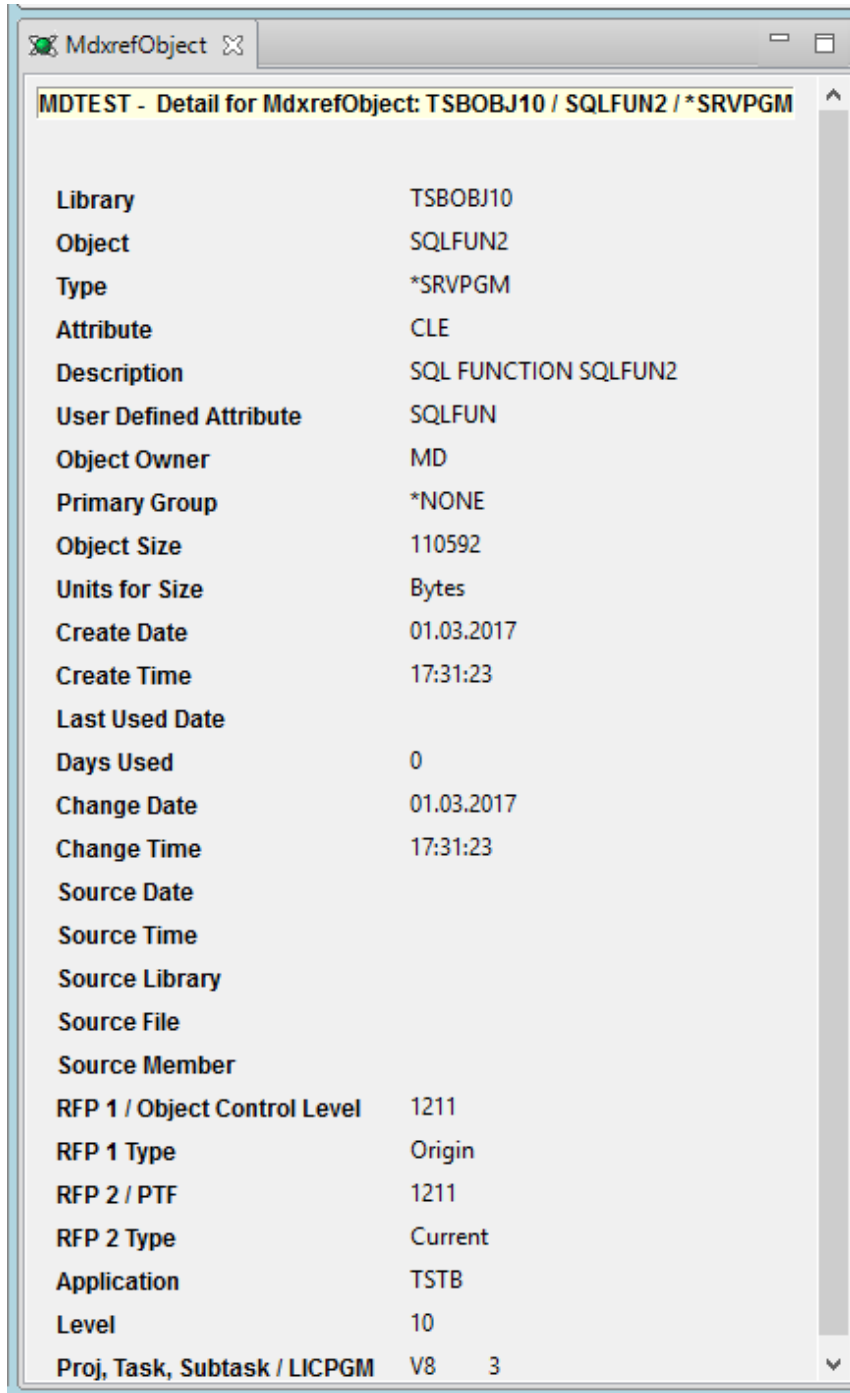 MdxrefObject
MDTEST - Detail for MdxrefObject: TSBOBJ10 / SQLFUN2 / *SRVPGM
Library TSBOBJ10
Object SQLFUN2
Type *SRVPGM
Attribute CLE
Description SQL FUNCTION SQLFUN2
User Defined Attribute SQLFUN
Object Owner MD
Primary Group *NONE
Object Size 110592
Units for Size Bytes
Create Date 01.03.2017
Create Time 17:31:23
Last Used Date
Days Used 0
Change Date 01.03.2017
Change Time 17:31:23
Source Date
Source Time
Source Library
Source File
Source Member
RFP 1 / Object Control Level 1211
RFP 1 Type Origin
RFP 2 / PTF 1211
RFP 2 Type Current
Application TSTB
Level 10
Proj, Task, Subtask / LICPGM V8 3